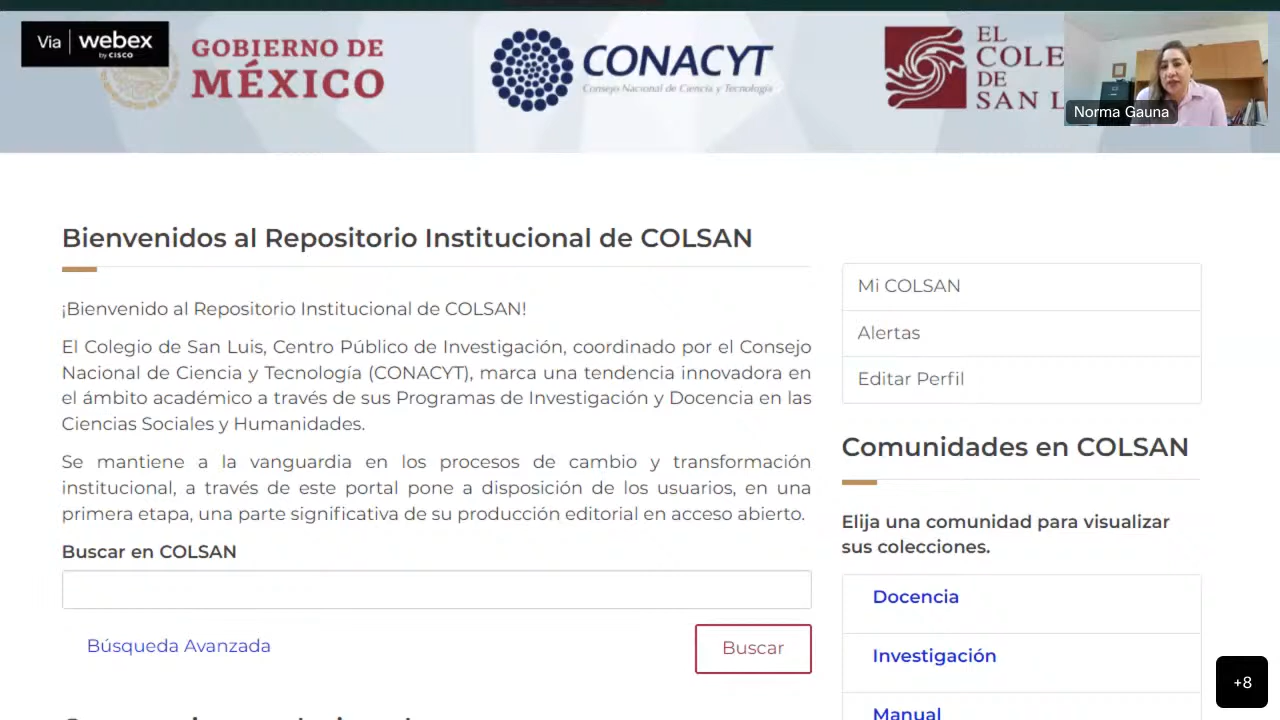 Via webex
by CISCO
GOBIERNO DE
MÉXICO
CONACYT
Consejo Nacional de Ciencia y Tecnología
EL
COLE
DE
SAN L
Norma Gauna
Bienvenidos al Repositorio Institucional de COLSAN
¡Bienvenido al Repositorio Institucional de COLSAN!
El Colegio de San Luis, Centro Público de Investigación, coordinado por el Consejo
Nacional de Ciencia y Tecnología (CONACYT), marca una tendencia innovadora en
el ámbito académico a través de sus Programas de Investigación y Docencia en las
Ciencias Sociales y Humanidades.
Se mantiene a la vanguardia en los procesos de cambio y transformación
institucional, a través de este portal pone a disposición de los usuarios, en una
primera etapa, una parte significativa de su producción editorial en acceso abierto.
Buscar en COLSAN
Búsqueda Avanzada
Buscar
Mi COLSAN
Alertas
Editar Perfil
Comunidades en COLSAN
Elija una comunidad para visualizar
sus colecciones.
Docencia
Investigación
Manual
+8